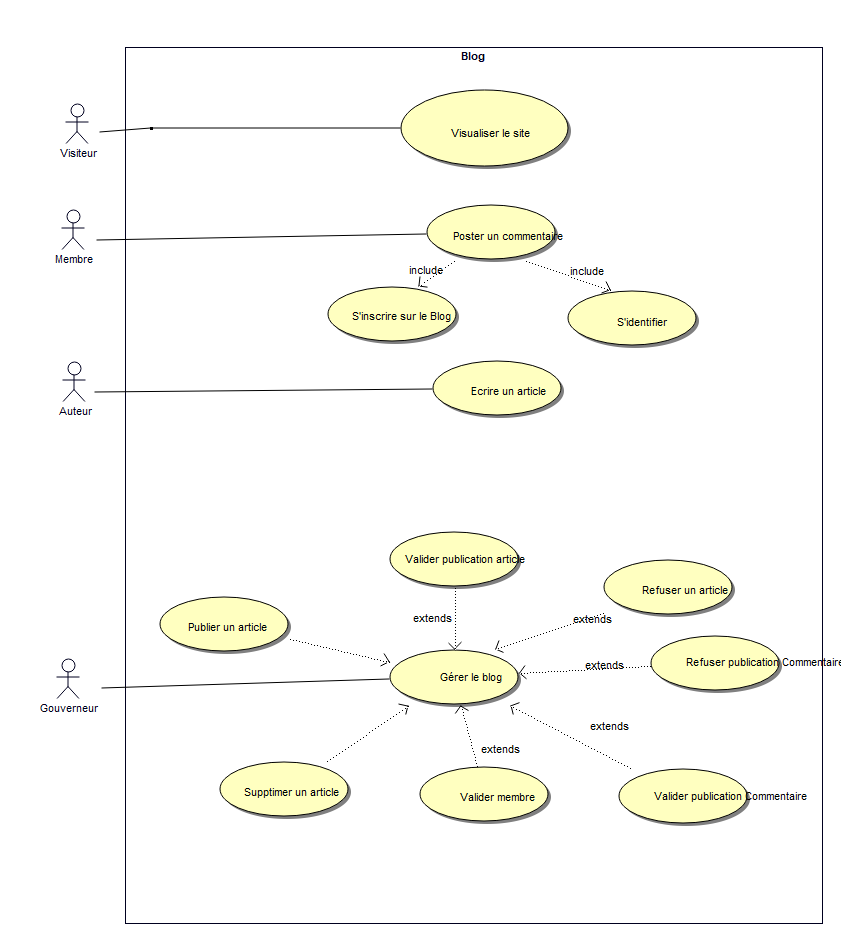 Blog
Visualiser le site
Visiteur
Poster un commentaire
Membre
include
include
S'inscrire sur le Blog
S'identifier
Ecrire un article
Auteur
Valider publication article
Refuser un article
extends
extends
Publier un article
Refuser publication Commentaire
extends
Gérer le blog
Gouverneur
extends
extends
Supptimer un article
Valider membre
Valider publication Commentaire